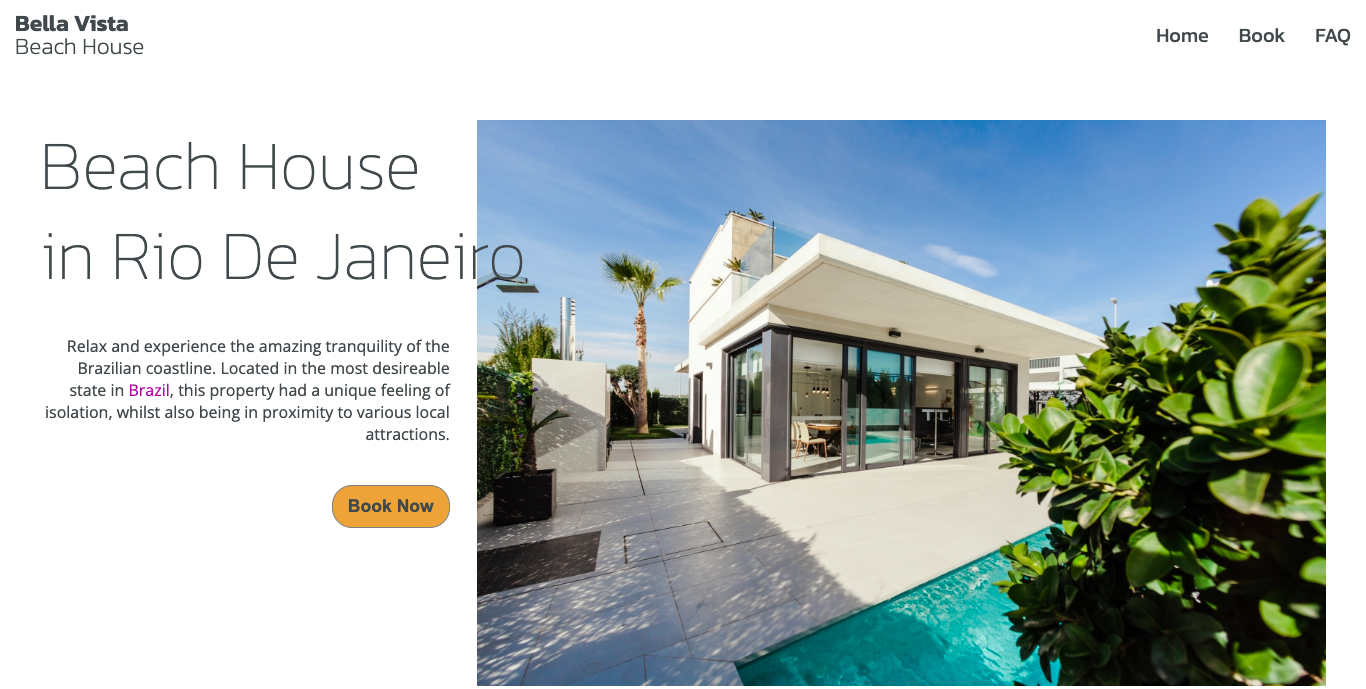 Bella Vista
Beach House
Home Book FAQ
Beach House
in Rio De Janeiro
Relax and experience the amazing tranquility of the
Brazilian coastline. Located in the most desireable
state in Brazil, this property had a unique feeling of
isolation, whilst also being in proximity to various local
attractions.
Book Now